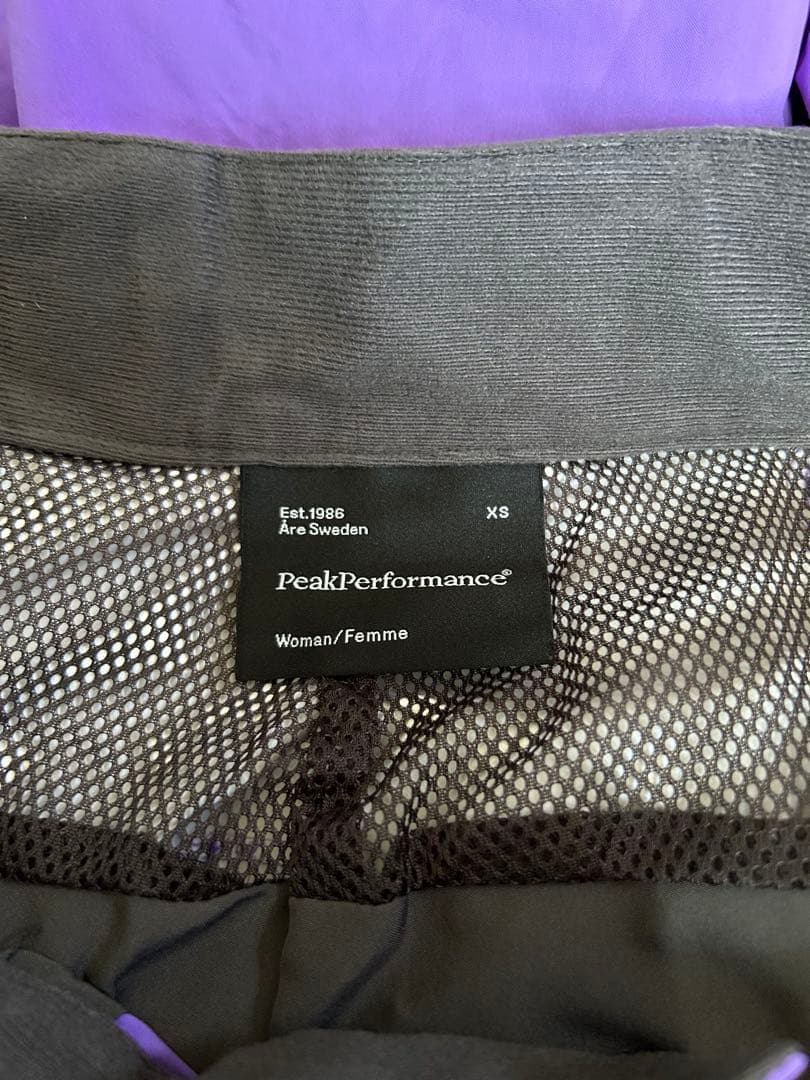 Est.1986
Åre Sweden
XS
PeakPerformance®
Woman/Femme